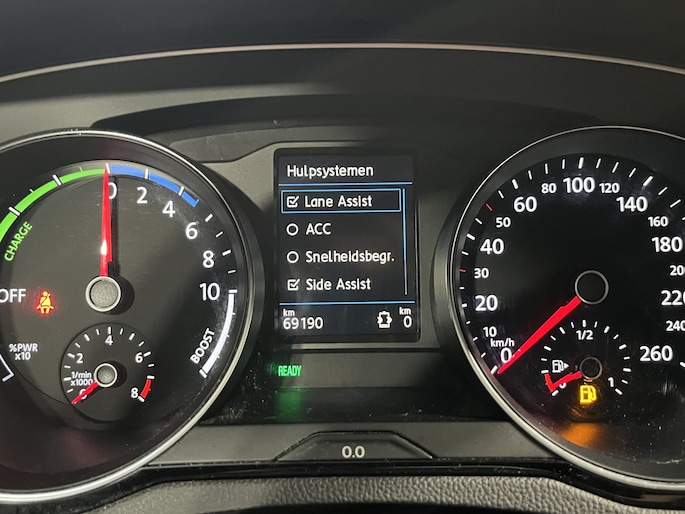 CHARGE
0
2
4
6
8
10
BOOST
OFF
%PWR
x10
2
4
6
8
1/min
x1000
Hulpsystemen
Lane Assist
ACC
Snelheidsbegr.
Side Assist
km
69190
km
0
READY
0.0
0
10
20
30
40
50
60
80
100
120
140
160
180
200
220
240
260
km/h
1/2
1